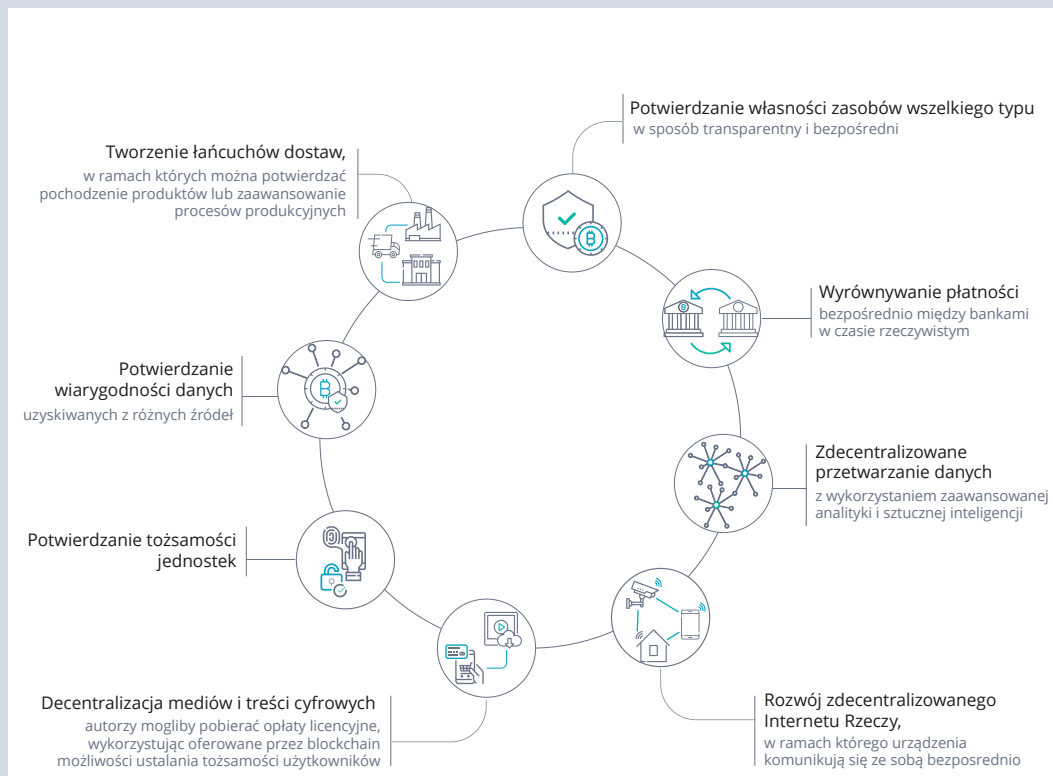 Potwierdzanie własności zasobów wszelkiego typu
w sposób transparentny i bezpośredni
Tworzenie łańcuchów dostaw,
w ramach których można potwierdzać
pochodzenie produktów lub zaawansowanie
procesów produkcyjnych
Wyrównywanie płatności
bezpośrednio między bankami
w czasie rzeczywistym
Potwierdzanie
wiarygodności danych
uzyskiwanych z różnych źródeł
Zdecentralizowane
przetwarzanie danych
z wykorzystaniem zaawansowanej
analityki i sztucznej inteligencji
Potwierdzanie tożsamości
jednostek
Decentralizacja mediów i treści cyfrowych
autorzy mogliby pobierać opłaty licencyjne,
wykorzystując oferowane przez blockchain
możliwości ustalania tożsamości użytkowników
Rozwój zdecentralizowanego
Internetu Rzeczy,
w ramach którego urządzenia
komunikują się ze sobą bezposrednio